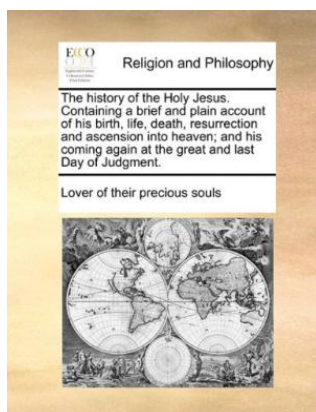 ECCO
Religion and Philosophy
The history of the Holy Jesus.
Containing a brief and plain account
of his birth, life, death, resurrection
and ascension into heaven; and his
coming again at the great and last
Day of Judgment.
Lover of their precious souls